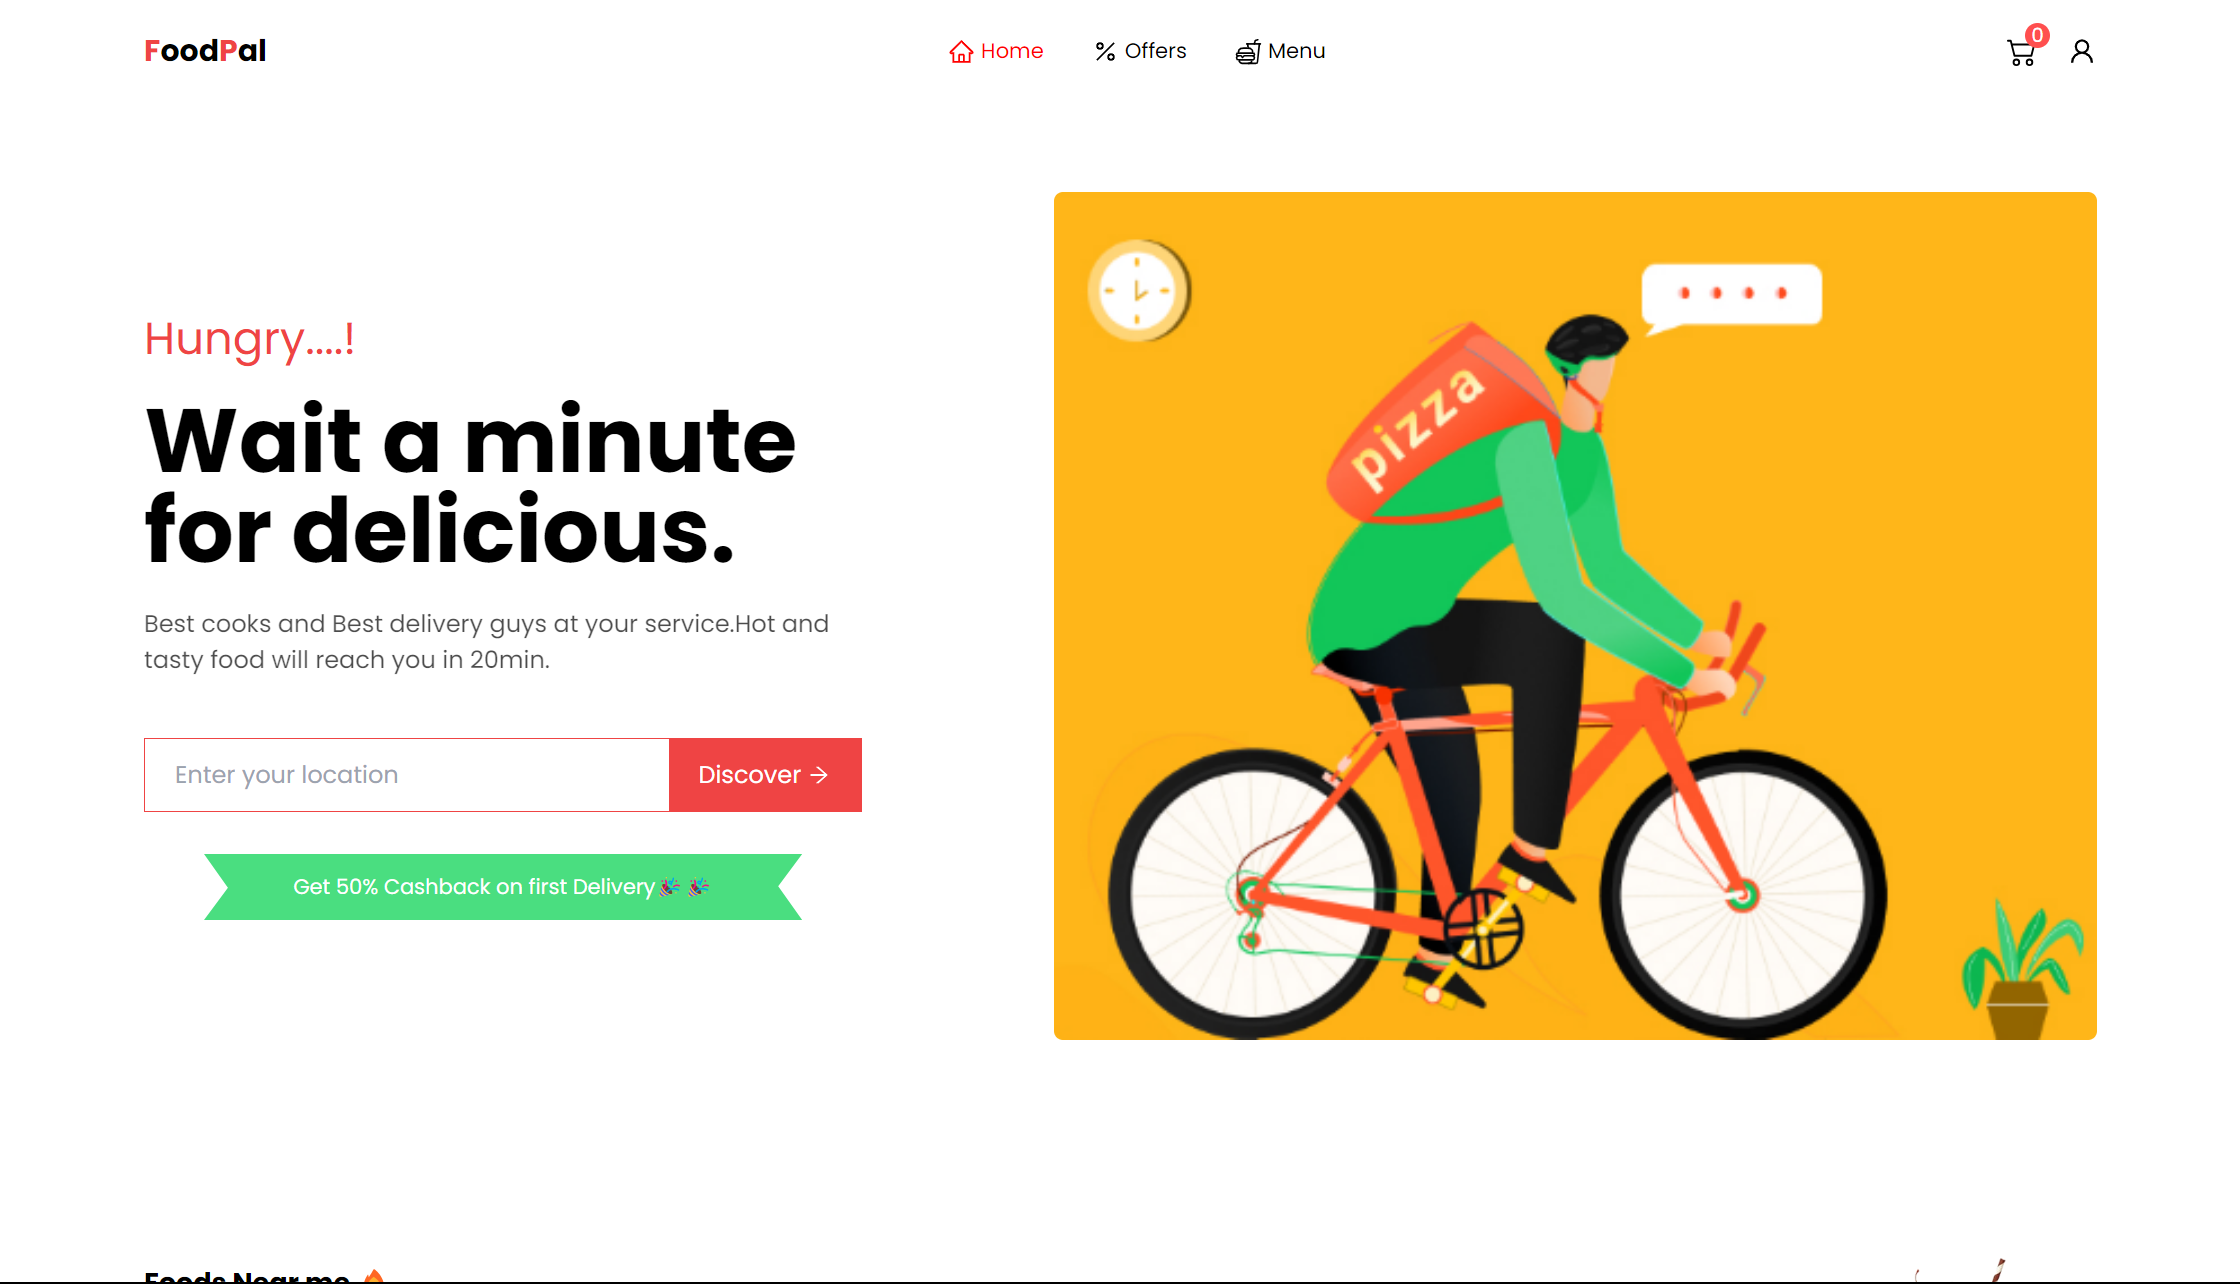 FoodPal
Home
Offers
Menu
0
Hungry....!
Wait a minute
for delicious.
Best cooks and Best delivery guys at your service.Hot and
tasty food will reach you in 20min.
Enter your location
Discover →
Get 50% Cashback on first Delivery🎉 🎉
pizza
Foods Near me 🔥